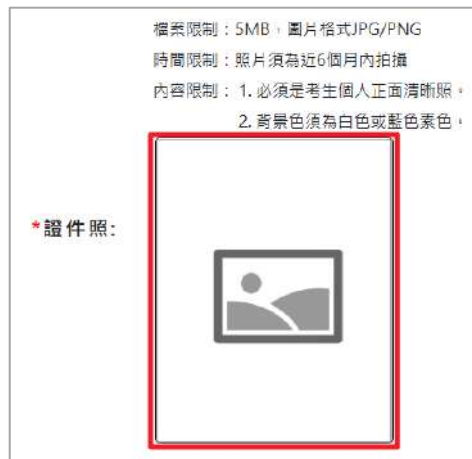 檔案限制：5MB，圖片格式JPG/PNG
時間限制：照片須為近6個月內拍攝
內容限制： 1. 必須是考生個人正面清晰照。
2. 背景色須為白色或藍色素色。
*證件照: